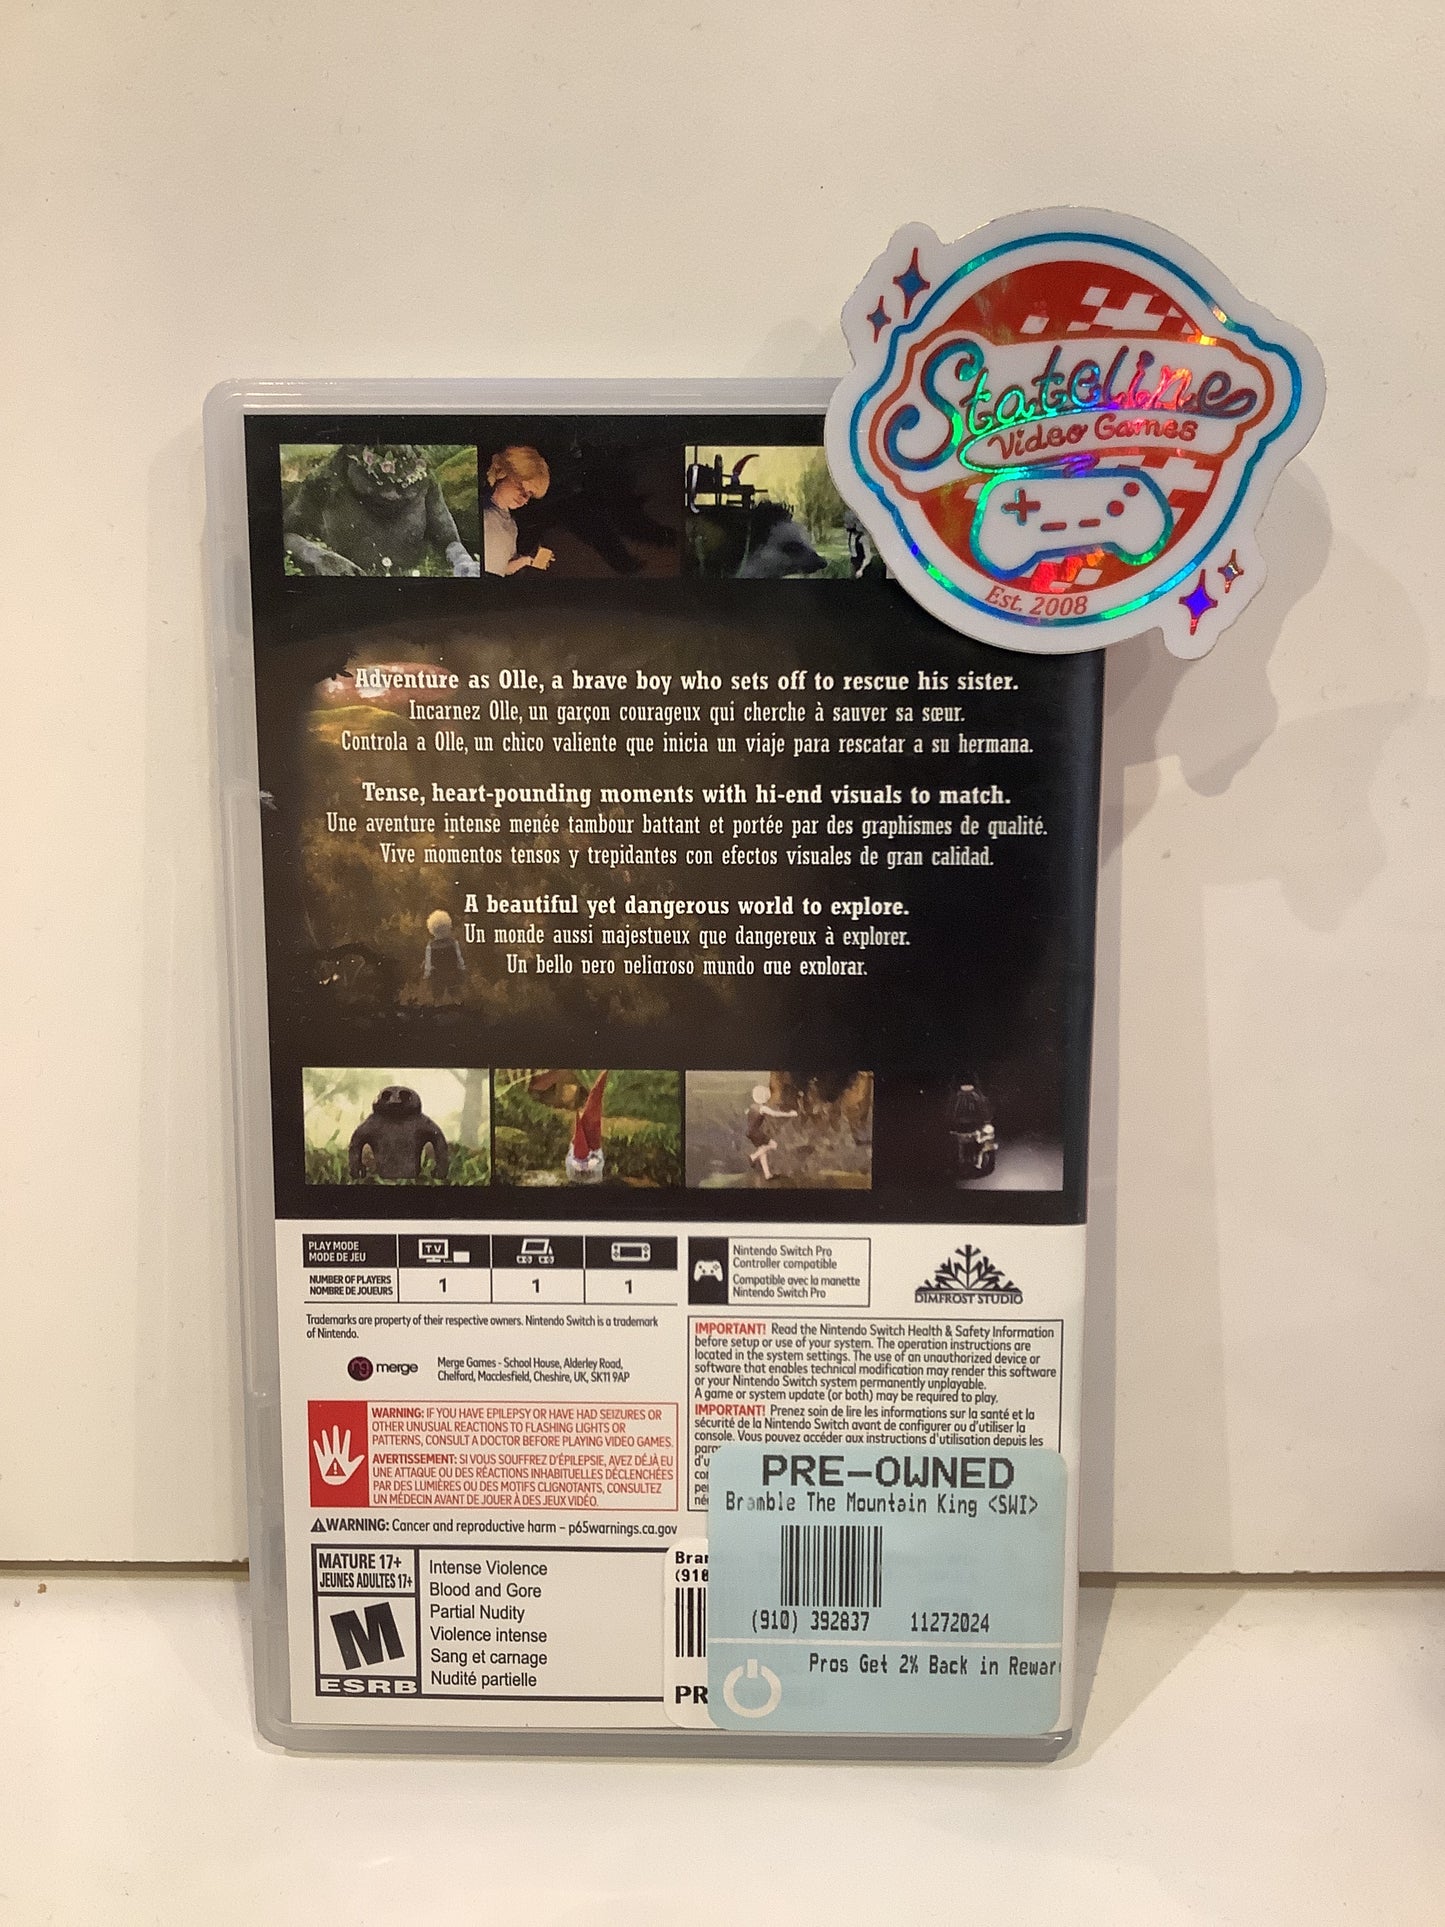 Stateline
Video Games
Est. 2008
Adventure as Olle, a brave boy who sets off to rescue his sister.
Incarnez Olle, un garçon courageux qui cherche à sauver sa sœur.
Controla a Olle, un chico valiente que inicia un viaje para rescatar a su hermana.
Tense, heart-pounding moments with hi-end visuals to match.
Une aventure intense menée tambour battant et portée par des graphismes de qualité.
Vive momentos tensos y trepidantes con efectos visuales de gran calidad.
A beautiful yet dangerous world to explore.
Un monde aussi majestueux que dangereux à explorer.
Un bello pero peligroso mundo que explorar.
PLAY MODE
MODE DE JEU
TV
NUMBER OF PLAYERS
NOMBRE DE JOUEURS
1 1 1
Nintendo Switch Pro
Controller compatible
Compatible avec la manette
Nintendo Switch Pro
DIMFROST STUDIO
Trademarks are property of their respective owners. Nintendo Switch is a trademark
of Nintendo.
merge
Merge Games - School House, Alderley Road,
Chelford, Macclesfield, Cheshire, UK, SK11 9AP
WARNING: IF YOU HAVE EPILEPSY OR HAVE HAD SEIZURES OR
OTHER UNUSUAL REACTIONS TO FLASHING LIGHTS OR
PATTERNS, CONSULT A DOCTOR BEFORE PLAYING VIDEO GAMES.
AVERTISSEMENT: SI VOUS SOUFFREZ D'ÉPILEPSIE, AVEZ DÉJÀ EU
UNE ATTAQUE OU DES RÉACTIONS INHABITUELLES DÉCLENCHÉES
PAR DES LUMIÈRES OU DES MOTIFS CLIGNOTANTS, CONSULTEZ
UN MÉDECIN AVANT DE JOUER À DES JEUX VIDÉO.
WARNING: Cancer and reproductive harm – p65warnings.ca.gov
IMPORTANT! Read the Nintendo Switch Health & Safety Information
before setup or use of your system. The operation instructions are
located in the system settings. The use of an unauthorized device or
software that enables technical modification may render this software
or your Nintendo Switch system permanently unplayable.
A game or system update (or both) may be required to play.
IMPORTANT! Prenez soin de lire les informations sur la santé et la
sécurité de la Nintendo Switch avant de configurer ou d'utiliser la
console. Vous pouvez accéder aux instructions d'utilisation depuis les
MATURE 17+
JEUNES ADULTES 17+
M
ESRB
Intense Violence
Blood and Gore
Partial Nudity
Violence intense
Sang et carnage
Nudité partielle
Bram
(910
PR
PRE-OWNED
Bramble The Mountain King <SWI>
(910) 392837 11272024
Pros Get 2% Back in Rewar